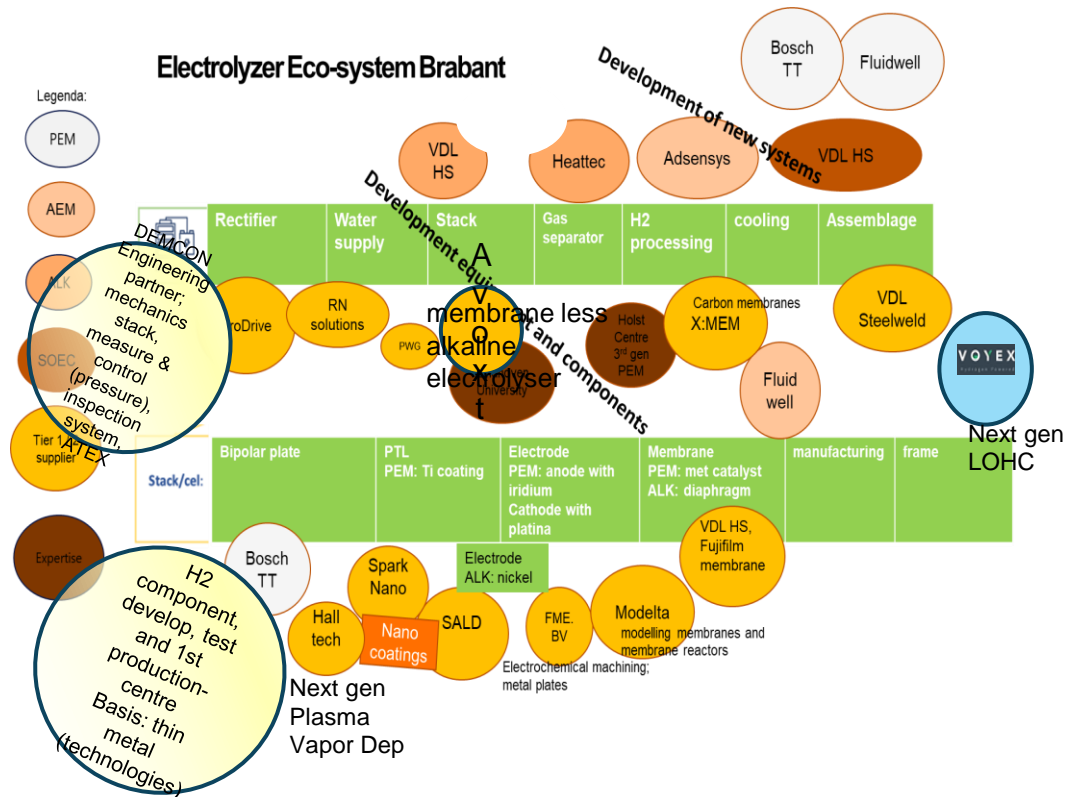 Electrolyzer Eco-system Brabant
Legenda:
PEM
AEM
ALK
SOEC
Tier 1
supplier
Expertise
Bosch
TT
Fluidwell
Development of new systems
VDL
HS
Heattec
Adsensys
VDL HS
Development equi
t and components
Rectifier
Water
supply
Stack
Gas
separator
H2
processing
cooling
Assemblage
DEMCON
Engineering
partner;
mechanics
stack,
measure &
control
(pressure),
inspection
system,
ATEX
roDrive
RN
solutions
PWG
Avoxt
membrane less
alkaline
electrolyser
University
Holst
Centre
3rd gen
PEM
Carbon membranes
X:MEM
Fluid
well
VDL
Steelweld
VOYEX
Hydrogen Powered
Next gen
LOHC
Stack/cel:
Bipolar plate
PTL
PEM: Ti coating
Electrode
PEM: anode with
iridium
Cathode with
platina
Membrane
PEM: met catalyst
ALK: diaphragm
manufacturing
frame
Electrode
ALK: nickel
H2
component,
develop, test
and 1st
production-
centre
Basis: thin
metal
(technologies)
Bosch
TT
Hall
tech
Spark
Nano
Nano
coatings
SALD
FME.
BV
Modelta
modelling membranes and
membrane reactors
VDL HS,
Fujifilm
membrane
Electrochemical machining;
metal plates
Next gen
Plasma
Vapor Dep